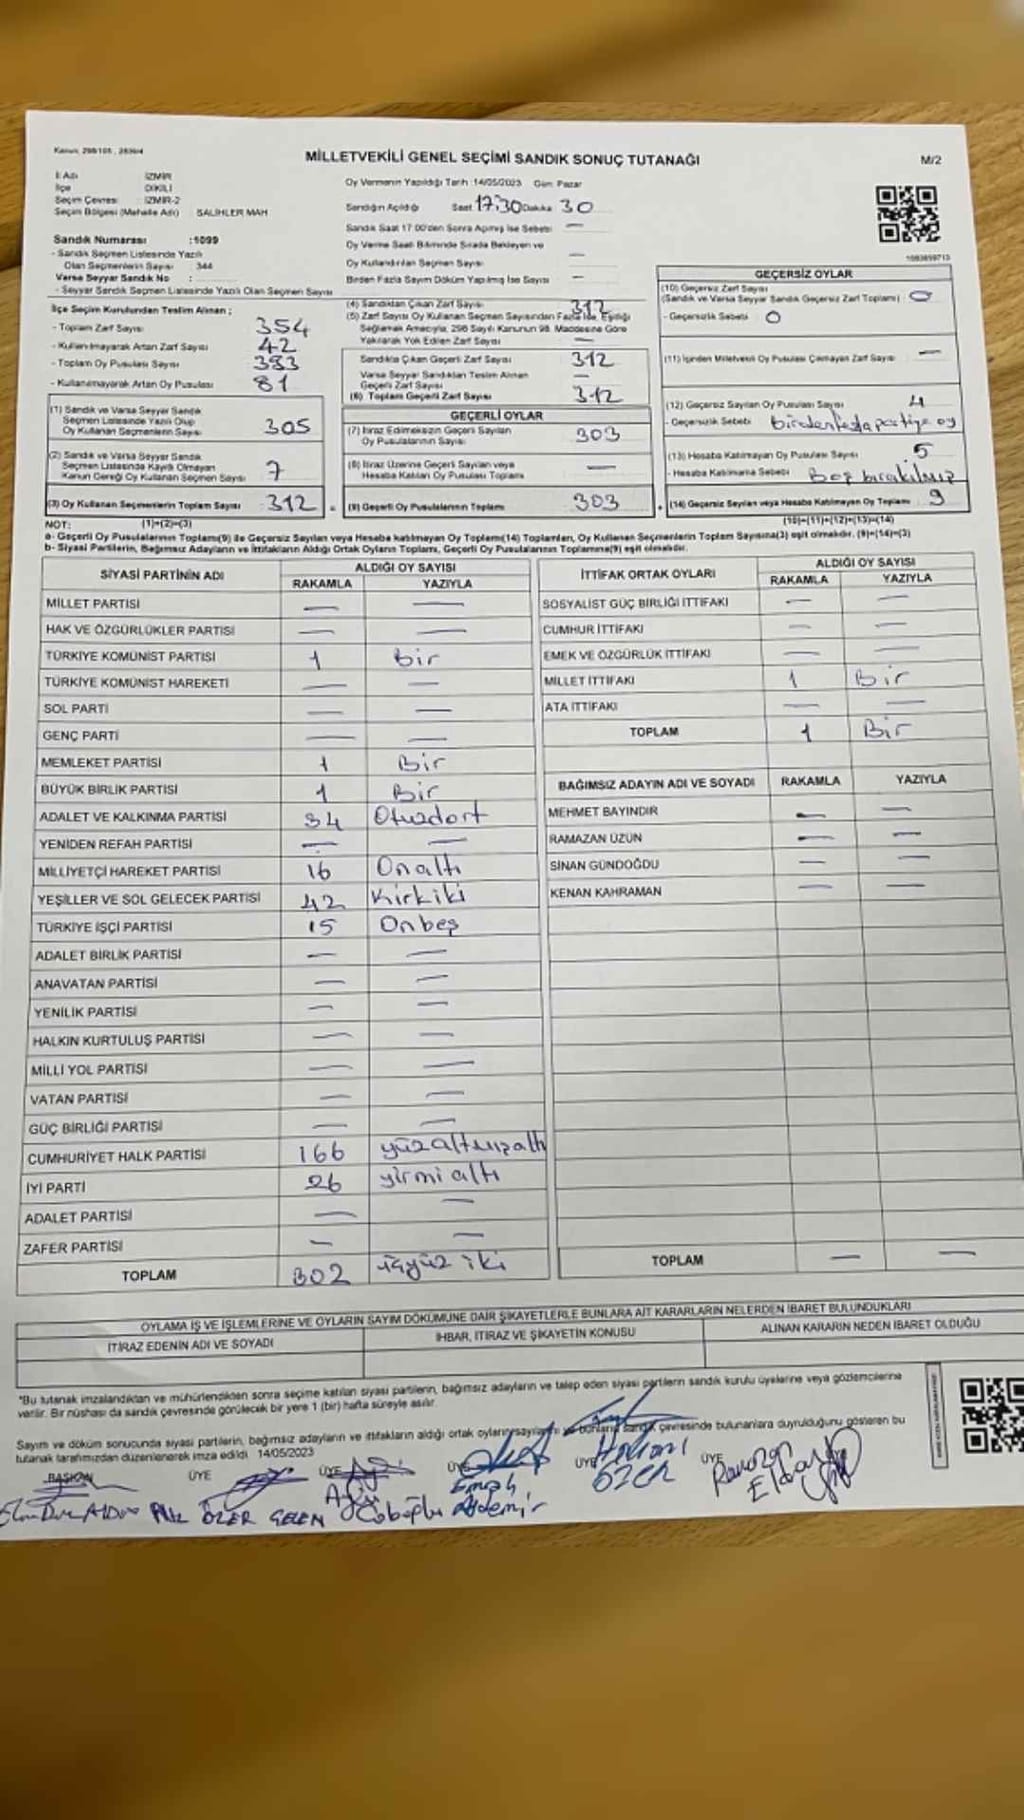 Kanun: 298/105 , 2839/4
MİLLETVEKİLİ GENEL SEÇİMİ SANDIK SONUÇ TUTANAĞI
M/2
İl Adı : İZMİR
İlçe : DİKİLİ
Seçim Çevresi : İZMİR-2
Seçim Bölgesi (Mahalle Adı) : SALİHLER MAH
Oy Vermenin Yapıldığı Tarih :14/05/2023 Gün: Pazar
Sandığın Açıldığı Saat 17:30 Dakika 30
Sandık Saat 17.00'den Sonra Açılmış İse Sebebi : —
Oy Verme Saati Bitiminde Sırada Bekleyen ve
Oy Kullandırılan Seçmen Sayısı —
Birden Fazla Sayım Döküm Yapılmış İse Sayısı —
Sandık Numarası :1099
- Sandık Seçmen Listesinde Yazılı
Olan Seçmenlerin Sayısı : 344
Varsa Seyyar Sandık No :
- Seyyar Sandık Seçmen Listesinde Yazılı Olan Seçmen Sayısı
İlçe Seçim Kurulundan Teslim Alınan ;
- Toplam Zarf Sayısı 354
- Kullanılmayarak Artan Zarf Sayısı 42
- Toplam Oy Pusulası Sayısı 383
- Kullanılmayarak Artan Oy Pusulası 81
(1) Sandık ve Varsa Seyyar Sandık
Seçmen Listesinde Yazılı Olup
Oy Kullanan Seçmenlerin Sayısı 305
(2) Sandık ve Varsa Seyyar Sandık
Seçmen Listesinde Kayıtlı Olmayan
Kanun Gereği Oy Kullanan Seçmen Sayısı 7
(3) Oy Kullanan Seçmenlerin Toplam Sayısı 312
(4) Sandıktan Çıkan Zarf Sayısı 312
(5) Zarf Sayısı Oy Kullanan Seçmen Sayısından Fazla İse, Eşitliği
Sağlamak Amacıyla, 298 Sayılı Kanunun 98. Maddesine Göre
Yakılarak Yok Edilen Zarf Sayısı —
Sandıkta Çıkan Geçerli Zarf Sayısı 312
Varsa Seyyar Sandıktan Teslim Alınan
Geçerli Zarf Sayısı —
(6) Toplam Geçerli Zarf Sayısı 312
GEÇERLİ OYLAR
(7) İtiraz Edilmeksizin Geçerli Sayılan
Oy Pusulalarının Sayısı 303
(8) İtiraz Üzerine Geçerli Sayılan veya
Hesaba Katılan Oy Pusulası Toplamı —
(9) Geçerli Oy Pusulalarının Toplamı 303
1093859713
GEÇERSİZ OYLAR
(10) Geçersiz Zarf Sayısı
(Sandık ve Varsa Seyyar Sandık Geçersiz Zarf Toplamı) 0
- Geçersizlik Sebebi 0
(11) İçinden Milletvekili Oy Pusulası Çıkmayan Zarf Sayısı —
(12) Geçersiz Sayılan Oy Pusulası Sayısı 4
- Geçersizlik Sebebi Birden fazla partiye oy
(13) Hesaba Katılmayan Oy Pusulası Sayısı 5
- Hesaba Katılmama Sebebi Boş bırakılmış
(14) Geçersiz Sayılan veya Hesaba Katılmayan Oy Toplamı 9
NOT: (1)+(2)=(3) (10)+(11)+(12)+(13)=(14)
a- Geçerli Oy Pusulasının Toplamı(9) ile Geçersiz Sayılan veya Hesaba katılmayan Oy Toplamı(14) Toplamları, Oy Kullanan Seçmenlerin Toplam Sayısına(3) eşit olmalıdır. (9)+(14)=(3)
b- Siyasi Partilerin, Bağımsız Adayların ve İttifakların Aldığı Ortak Oyların Toplamı, Geçerli Oy Pusulalarının Toplamına(9) eşit olmalıdır.
SİYASİ PARTİNİN ADI ALDIĞI OY SAYISI
RAKAMLA YAZIYLA
MİLLET PARTİSİ — —
HAK VE ÖZGÜRLÜKLER PARTİSİ — —
TÜRKİYE KOMÜNİST PARTİSİ 1 Bir
TÜRKİYE KOMÜNİST HAREKETİ — —
SOL PARTİ — —
GENÇ PARTİ — —
MEMLEKET PARTİSİ 1 Bir
BÜYÜK BİRLİK PARTİSİ 1 Bir
ADALET VE KALKINMA PARTİSİ 34 Otuzdört
YENİDEN REFAH PARTİSİ — —
MİLLİYETÇİ HAREKET PARTİSİ 16 Onaltı
YEŞİLLER VE SOL GELECEK PARTİSİ 42 Kırkiki
TÜRKİYE İŞÇİ PARTİSİ 15 Onbeş
ADALET BİRLİK PARTİSİ — —
ANAVATAN PARTİSİ — —
YENİLİK PARTİSİ — —
HALKIN KURTULUŞ PARTİSİ — —
MİLLİ YOL PARTİSİ — —
VATAN PARTİSİ — —
GÜÇ BİRLİĞİ PARTİSİ — —
CUMHURİYET HALK PARTİSİ 166 yüzaltmışaltı
İYİ PARTİ 26 yirmi altı
ADALET PARTİSİ — —
ZAFER PARTİSİ — —
TOPLAM 302 üçyüz iki
İTTİFAK ORTAK OYLARI ALDIĞI OY SAYISI
RAKAMLA YAZIYLA
SOSYALİST GÜÇ BİRLİĞİ İTTİFAKI — —
CUMHUR İTTİFAKI — —
EMEK VE ÖZGÜRLÜK İTTİFAKI — —
MİLLET İTTİFAKI 1 Bir
ATA İTTİFAKI — —
TOPLAM 1 Bir
BAĞIMSIZ ADAYIN ADI VE SOYADI RAKAMLA YAZIYLA
MEHMET BAYINDIR — —
RAMAZAN UZUN — —
SİNAN GÜNDOĞDU — —
KENAN KAHRAMAN — —
TOPLAM — —
OYLAMA İŞ VE İŞLEMLERİNE VE OYLARIN SAYIM DÖKÜMÜNE DAİR ŞİKAYETLERLE BUNLARA AİT KARARLARIN NELERDEN İBARET BULUNDUKLARI
İTİRAZ EDENİN ADI VE SOYADI İHBAR, İTİRAZ VE ŞİKAYETİN KONUSU ALINAN KARARIN NEDEN İBARET OLDUĞU
*Bu tutanak imzalandıktan ve mühürlendikten sonra seçime katılan siyasi partilerin, bağımsız adayların ve talep eden siyasi partilerin sandık kurulu üyelerine veya gözlemcilerine
verilir. Bir nüshası da sandık çevresinde görülecek bir yere 1 (bir) hafta süreyle asılır.
Sayım ve döküm sonucunda siyasi partilerin, bağımsız adayların ve ittifakların aldığı ortak oyların sayıları ve bunların sandık çevresinde bulunanlara duyrulduğunu gösteren bu
tutanak tarafımızdan düzenlenerek imza edildi 14/05/2023
BAŞKAN ÜYE ÜYE ÜYE ÜYE ÜYE
ÖZER GELEN
Emrah
Akdemir
Hakan
ÖZER
Ramazan